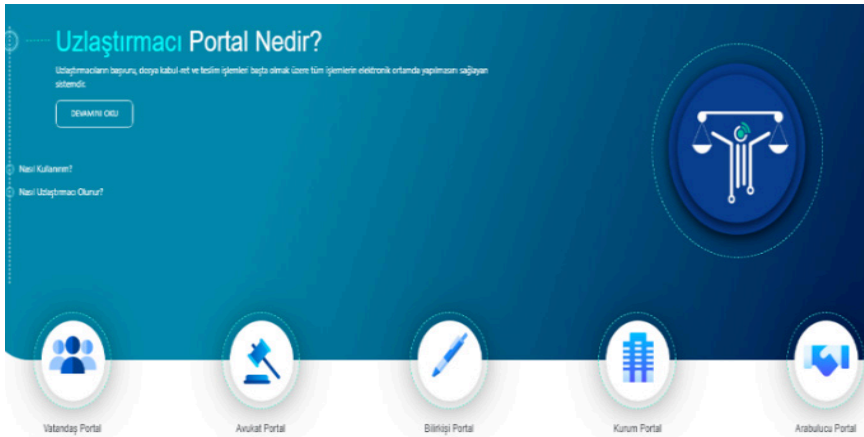 Uzlaştırmacı Portal Nedir?
Uzlaştırmacıların başvuru, dosya kabul-ret ve teslim işlemleri başta olmak üzere tüm işlemlerin elektronik ortamda yapılmasını sağlayan
sistemdir.
DEVAMINI OKU
Nasıl Kullanırım?
Nasıl Uzlaştırmacı Olunur?
Vatandaş Portal
Avukat Portal
Bilirkişi Portal
Kurum Portal
Arabulucu Portal